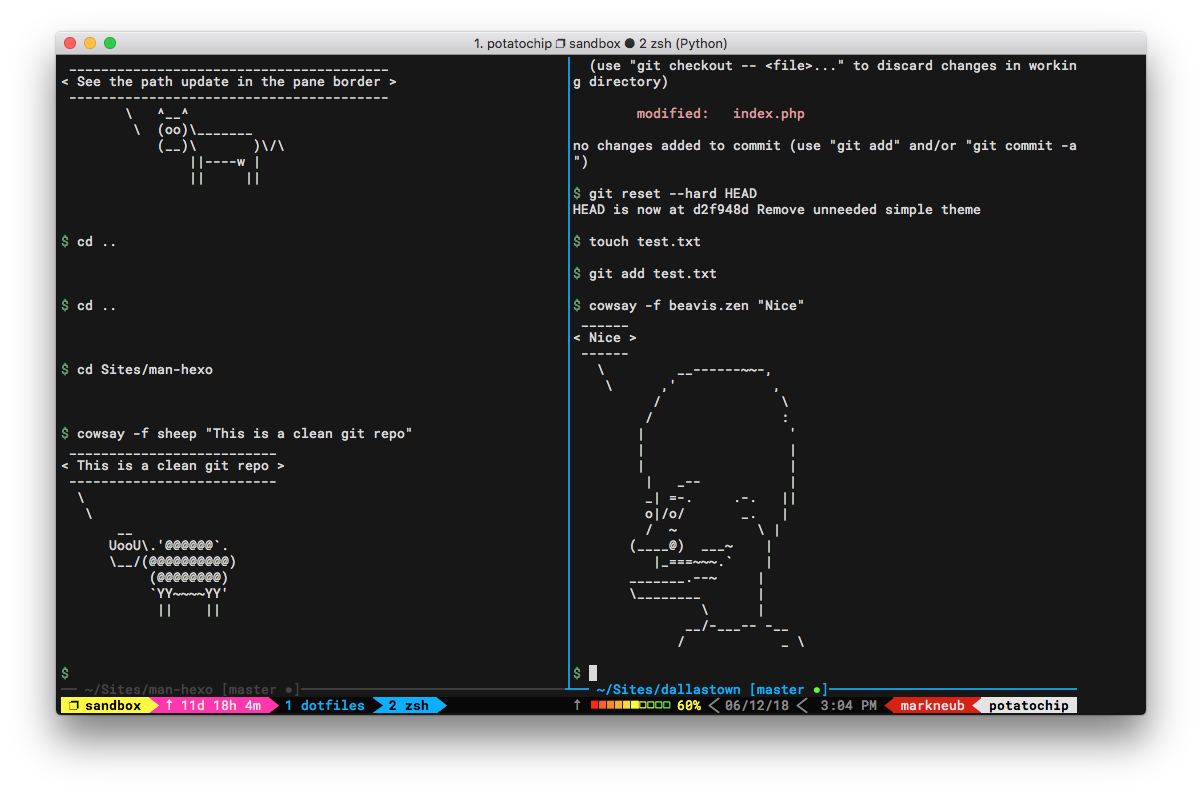 1. potatochip ❐ sandbox ● 2 zsh (Python)
 ________________________________________
< See the path update in the pane border >
 ----------------------------------------
        \   ^__^
         \  (oo)\_______
            (__)\       )\/\
                ||----w |
                ||     ||
$ cd ..
$ cd ..
$ cd Sites/man-hexo
$ cowsay -f sheep "This is a clean git repo"
 __________________________
< This is a clean git repo >
 --------------------------
  \
   \
       __
      UooU\.'@@@@@@`.
      \__/(@@@@@@@@@@)
           (@@@@@@@@)
           `YY~~~~YY'
            ||    ||
$
~/Sites/man-hexo [master ●]
  (use "git checkout -- <file>..." to discard changes in workin
g directory)
        modified:   index.php
no changes added to commit (use "git add" and/or "git commit -a
")
$ git reset --hard HEAD
HEAD is now at d2f948d Remove unneeded simple theme
$ touch test.txt
$ git add test.txt
$ cowsay -f beavis.zen "Nice"
 ______
< Nice >
 ------
   \         __------~~-,
    \      ,'            ,
          /               \
         /                :
        |                  '
        |                  |
        |                  |
         |   _--           |
         _| =-.     .-.   ||
         o|/o/       _.   |
         /  ~          \ |
       (____@)  ___~    |
          |_===~~~.`    |
       _______.--~     |
       \________       |
                \      |
              __/-___-- -__
             /            _ \
$
~/Sites/dallastown [master ●]
❐ sandbox ↑ 11d 18h 4m 1 dotfiles 2 zsh ↑ 60% 06/12/18 3:04 PM markneub potatochip